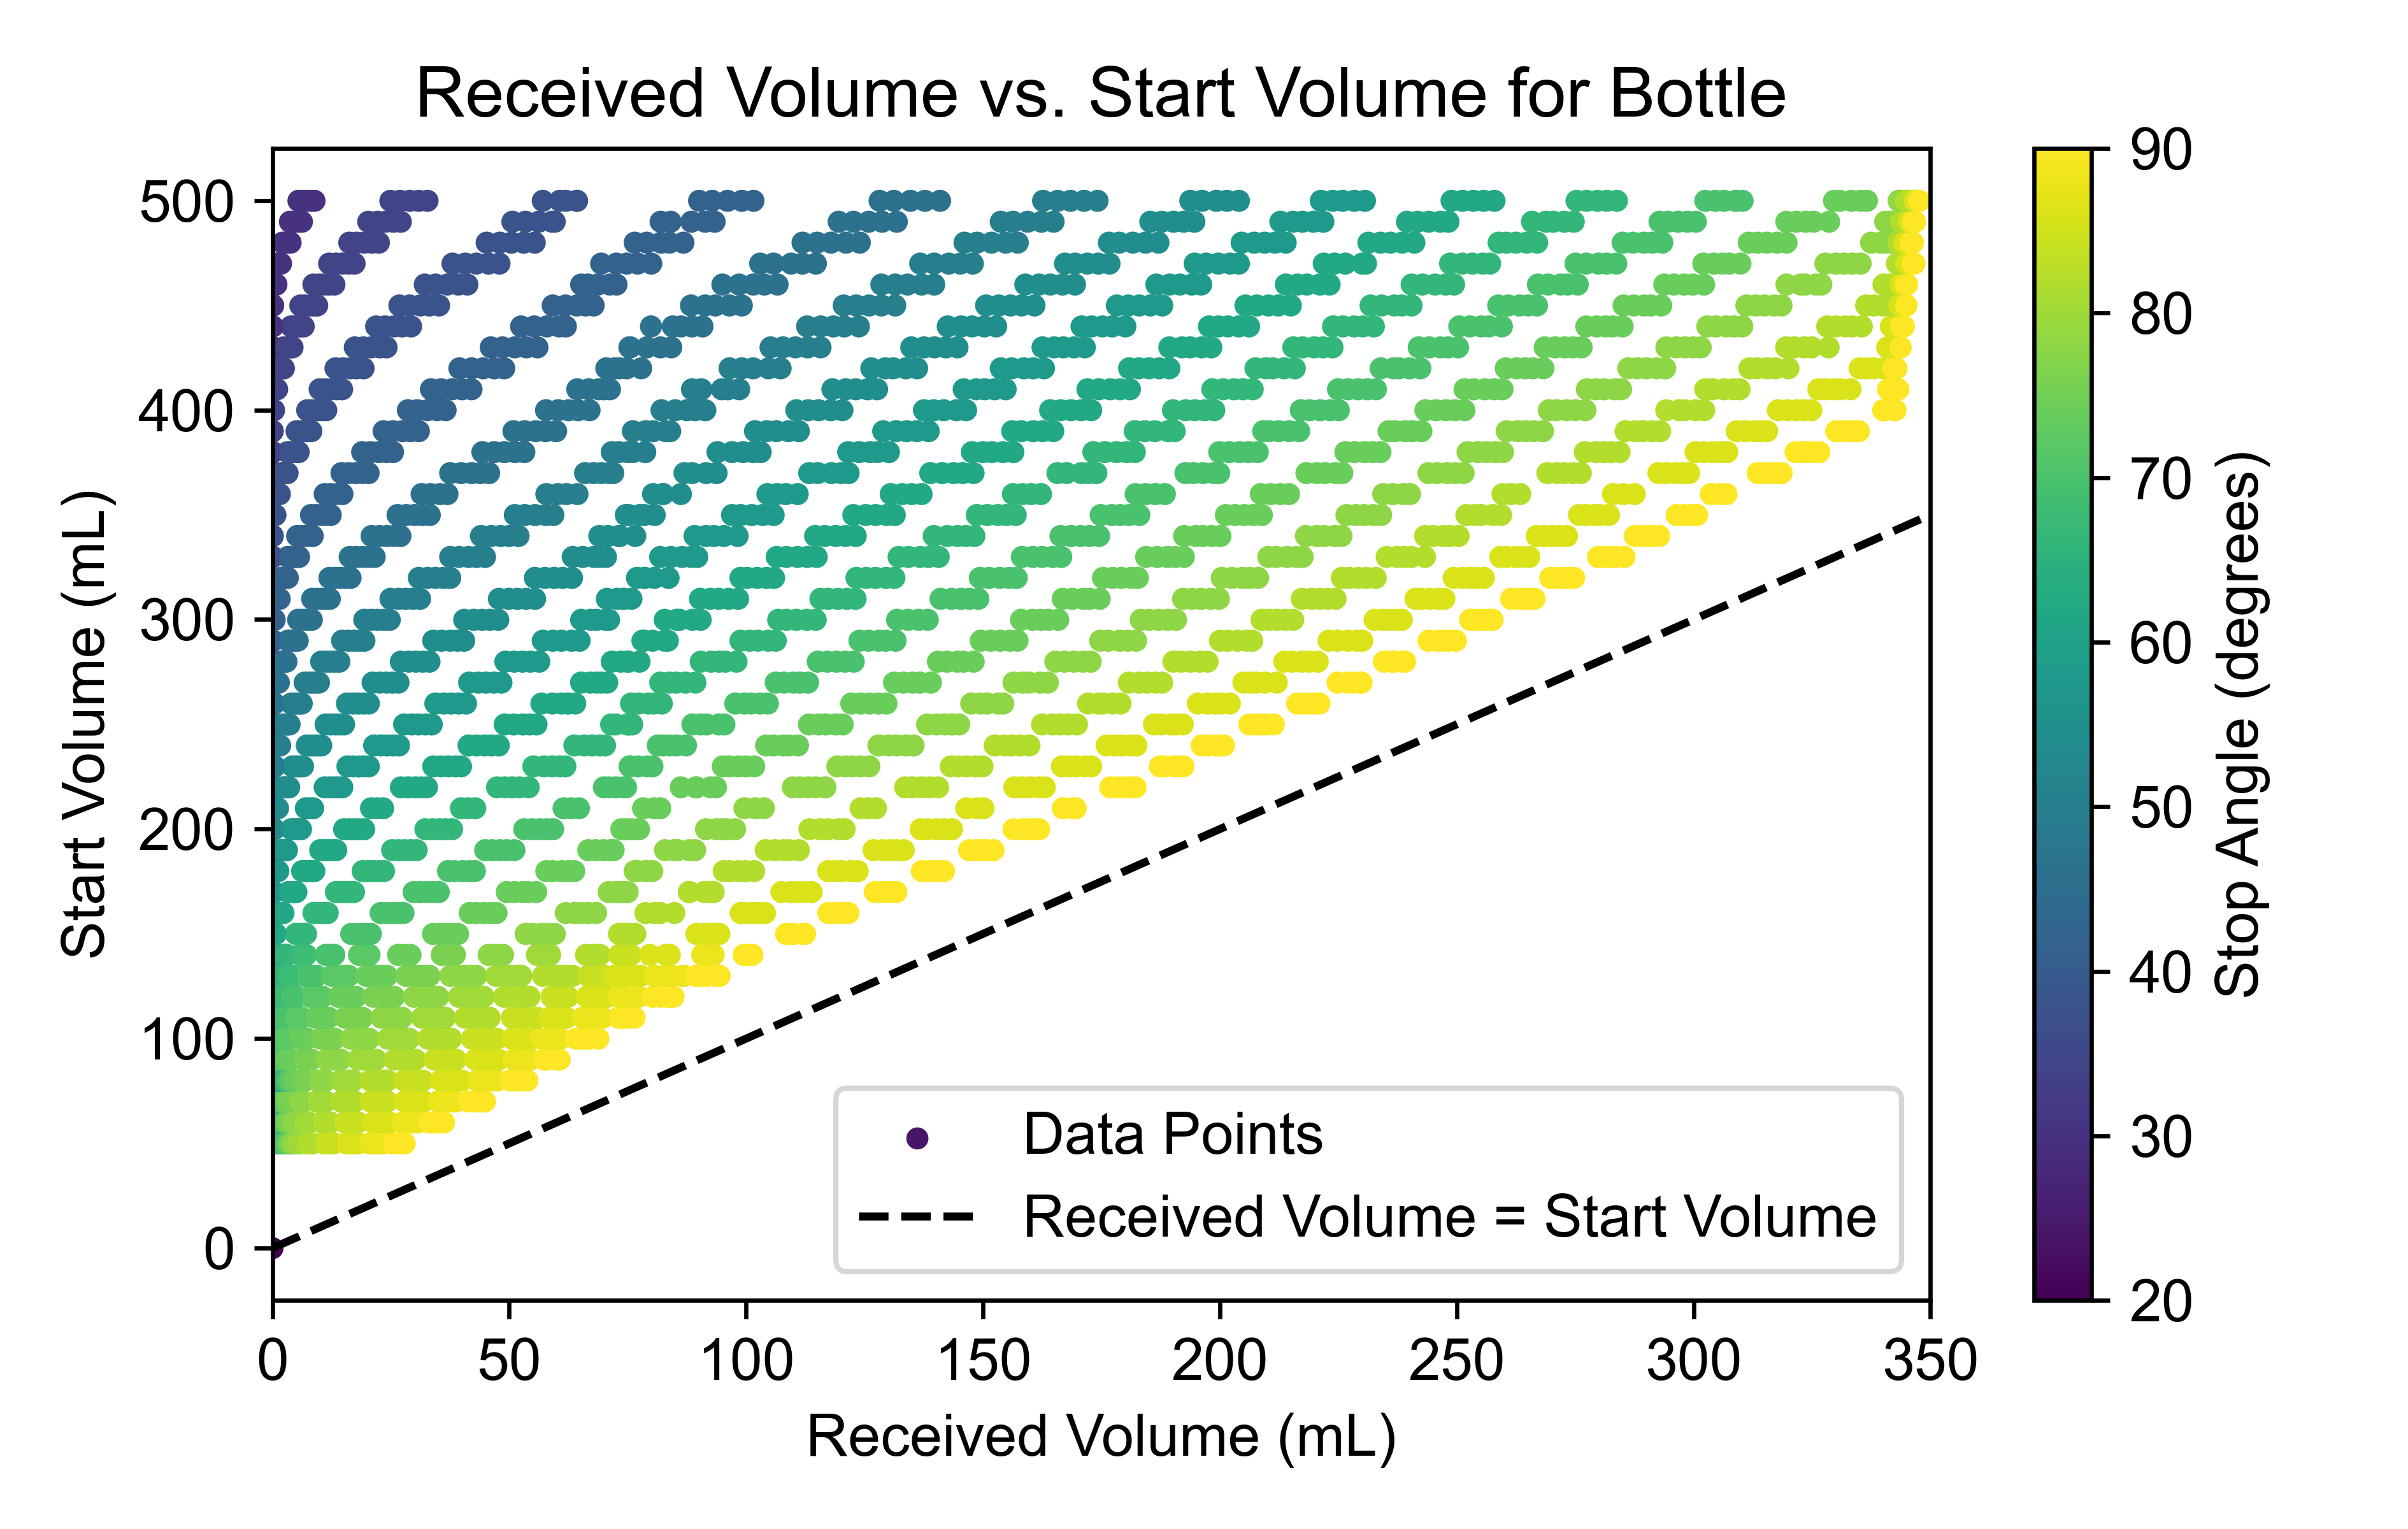 Received Volume vs. Start Volume for Bottle
Start Volume (mL)
500
400
300
200
100
0
0 50 100 150 200 250 300 350
Received Volume (mL)
Data Points
Received Volume = Start Volume
90
80
70
60
50
40
30
20
Stop Angle (degrees)